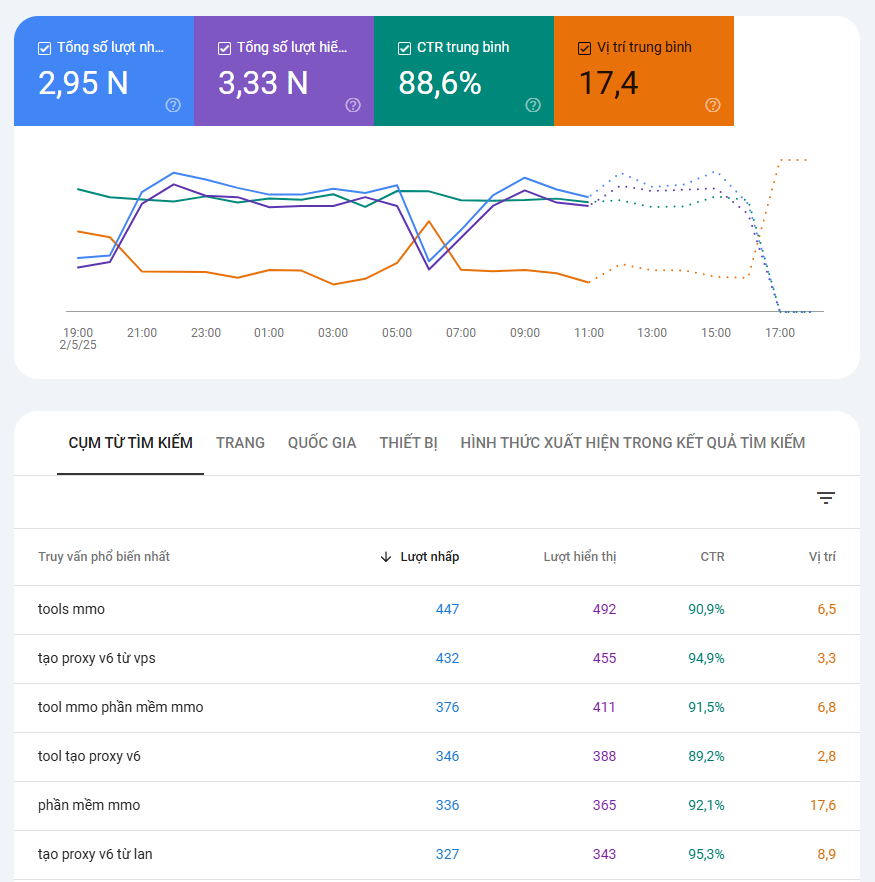 Tổng số lượt nh... Tổng số lượt hiể... CTR trung bình Vị trí trung bình
2,95 N 3,33 N 88,6% 17,4
19:00 21:00 23:00 01:00 03:00 05:00 07:00 09:00 11:00 13:00 15:00 17:00
2/5/25
CỤM TỪ TÌM KIẾM TRANG QUỐC GIA THIẾT BỊ HÌNH THỨC XUẤT HIỆN TRONG KẾT QUẢ TÌM KIẾM
Truy vấn phổ biến nhất Lượt nhấp Lượt hiển thị CTR Vị trí
tools mmo 447 492 90,9% 6,5
tạo proxy v6 từ vps 432 455 94,9% 3,3
tool mmo phần mềm mmo 376 411 91,5% 6,8
tool tạo proxy v6 346 388 89,2% 2,8
phần mềm mmo 336 365 92,1% 17,6
tạo proxy v6 từ lan 327 343 95,3% 8,9